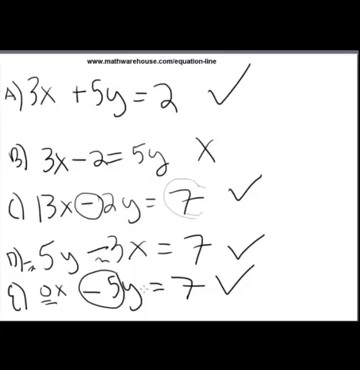 www.mathwarehouse.com/equation-line
A) 3x + 5y = 2 ✓
B) 3x - 2 = 5y X
C) 13x - 2y = 7 ✓
D) -5y - 3x = 7 ✓
E) 0x - 5y = 7 ✓